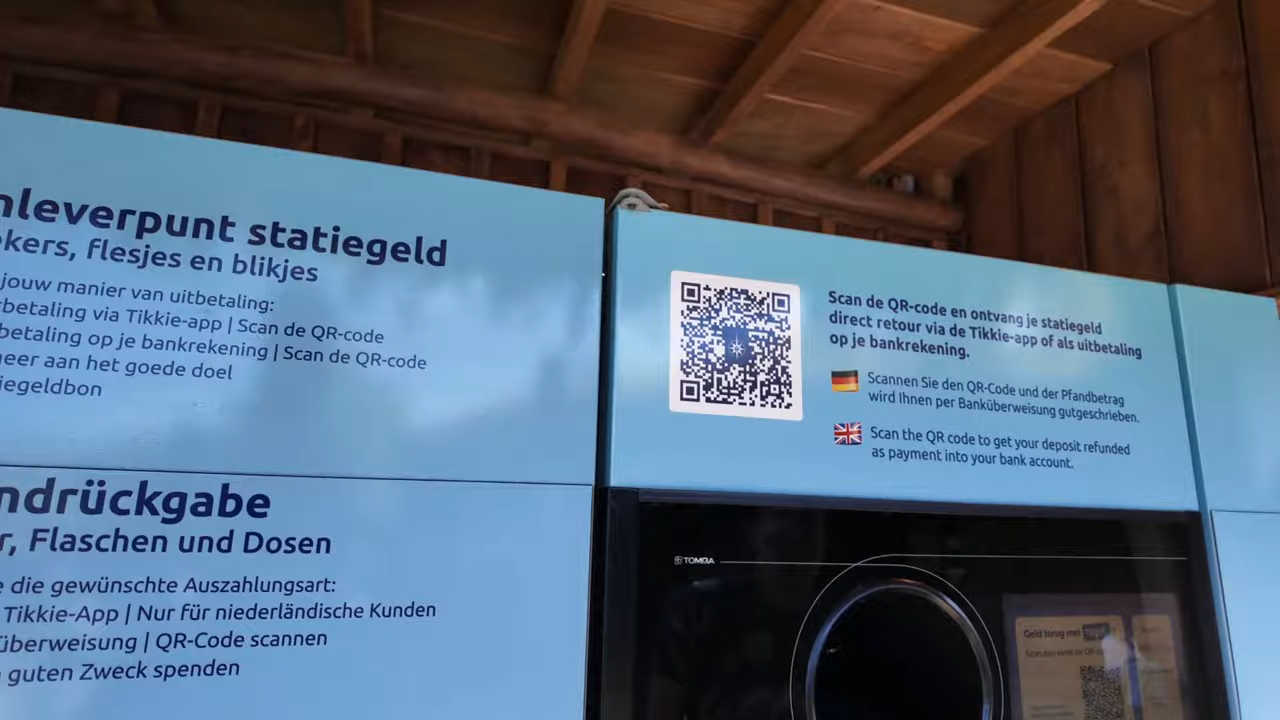 nleverpunt statiegeld
kers, flesjes en blikjes
jouw manier van uitbetaling:
tbetaling via Tikkie-app | Scan de QR-code
betaling op je bankrekening | Scan de QR-code
neer aan het goede doel
iegeldbon
ndrückgabe
r, Flaschen und Dosen
e die gewünschte Auszahlungsart:
Tikkie-App | Nur für niederländische Kunden
überweisung | QR-Code scannen
guten Zweck spenden
Scan de QR-code en ontvang je statiegeld
direct retour via de Tikkie-app of als uitbetaling
op je bankrekening.
Scannen Sie den QR-Code und der Pfandbetrag
wird Ihnen per Banküberweisung gutgeschrieben.
Scan the QR code to get your deposit refunded
as payment into your bank account.
TOMRA
Geld terug met